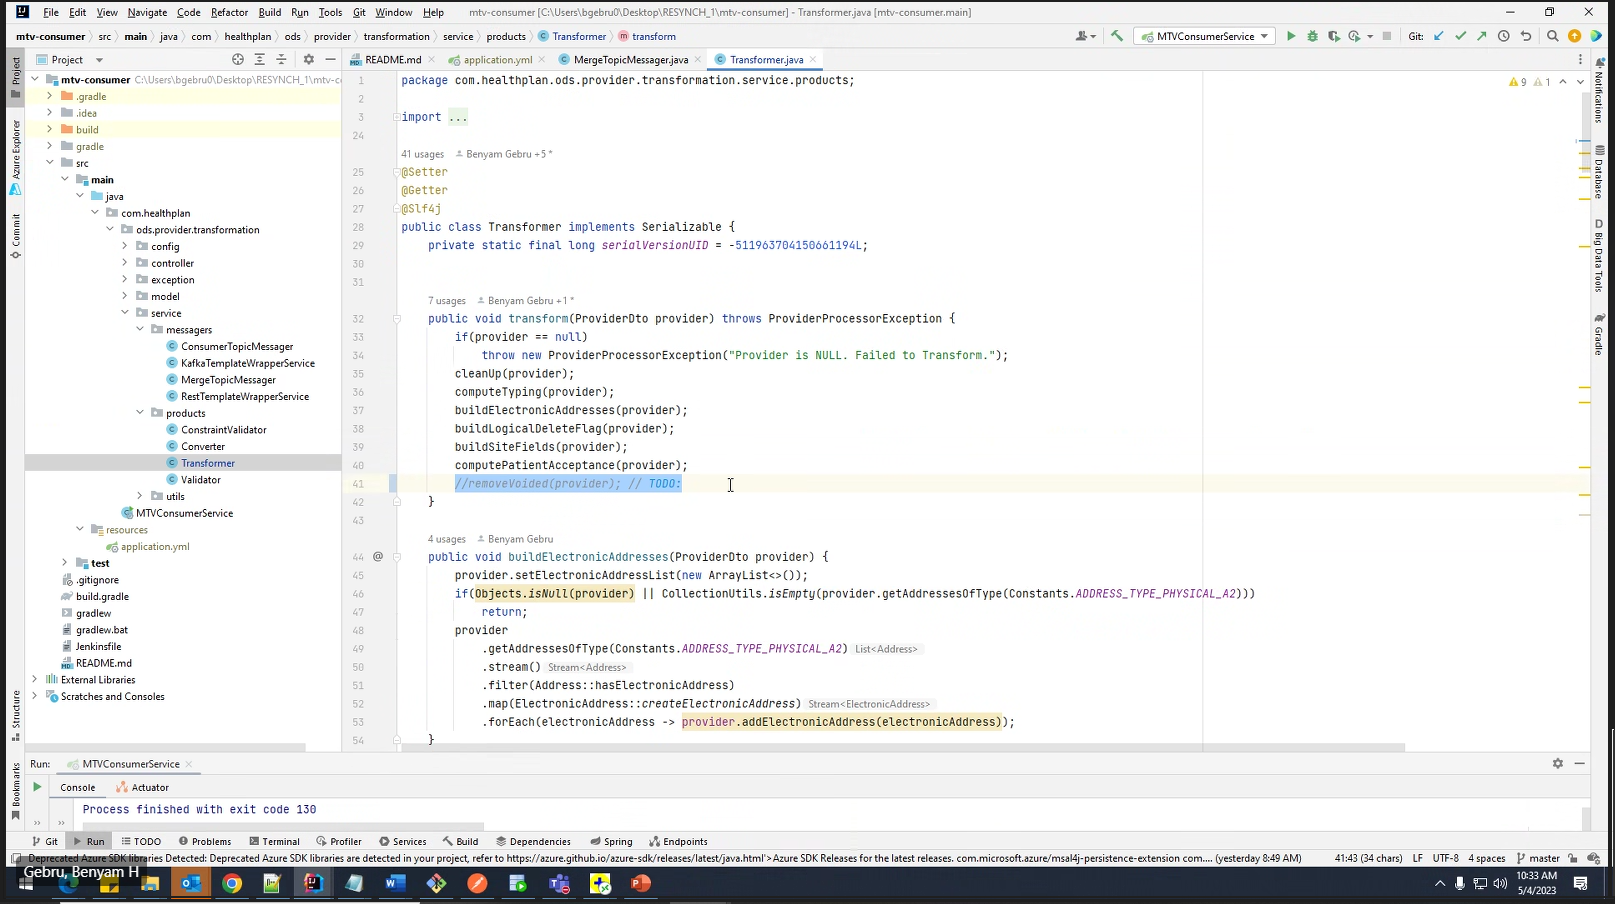 File Edit View Navigate Code Refactor Build Run Tools Git Window Help mtv-consumer [C:\Users\bgebru0\Desktop\RESYNCH_1\mtv-consumer] - Transformer.java [mtv-consumer.main]
mtv-consumer src main java com healthplan ods provider transformation service products Transformer transform MTVConsumerService Git:
Project README.md application.yml MergeTopicMessager.java Transformer.java
mtv-consumer C:\Users\bgebru0\Desktop\RESYNCH_1\mtv-c
.gradle
.idea
build
gradle
src
main
java
com.healthplan
ods.provider.transformation
config
controller
exception
model
service
messagers
ConsumerTopicMessager
KafkaTemplateWrapperService
MergeTopicMessager
RestTemplateWrapperService
products
ConstraintValidator
Converter
Transformer
Validator
utils
MTVConsumerService
resources
application.yml
test
.gitignore
build.gradle
gradlew
gradlew.bat
Jenkinsfile
README.md
External Libraries
Scratches and Consoles
Project
Azure Explorer
Commit
Structure
Bookmarks
1 package com.healthplan.ods.provider.transformation.service.products;
2
3 import ...
24
41 usages Benyam Gebru +5 *
25 @Setter
26 @Getter
27 @Slf4j
28 public class Transformer implements Serializable {
29 private static final long serialVersionUID = -511963704150661194L;
30
31
7 usages Benyam Gebru +1 *
32 public void transform(ProviderDto provider) throws ProviderProcessorException {
33 if(provider == null)
34 throw new ProviderProcessorException("Provider is NULL. Failed to Transform.");
35 cleanUp(provider);
36 computeTyping(provider);
37 buildElectronicAddresses(provider);
38 buildLogicalDeleteFlag(provider);
39 buildSiteFields(provider);
40 computePatientAcceptance(provider);
41 //removeVoided(provider); // TODO:
42 }
43
4 usages Benyam Gebru
44 @ public void buildElectronicAddresses(ProviderDto provider) {
45 provider.setElectronicAddressList(new ArrayList<>());
46 if(Objects.isNull(provider) || CollectionUtils.isEmpty(provider.getAddressesOfType(Constants.ADDRESS_TYPE_PHYSICAL_A2)))
47 return;
48 provider
49 .getAddressesOfType(Constants.ADDRESS_TYPE_PHYSICAL_A2) List<Address>
50 .stream() Stream<Address>
51 .filter(Address::hasElectronicAddress)
52 .map(ElectronicAddress::createElectronicAddress) Stream<ElectronicAddress>
53 .forEach(electronicAddress -> provider.addElectronicAddress(electronicAddress));
54 }
9 1
Notifications
Database
Big Data Tools
Gradle
Run: MTVConsumerService
Console Actuator
Process finished with exit code 130
Git Run TODO Problems Terminal Profiler Services Build Dependencies Spring Endpoints
Deprecated Azure SDK libraries Detected: Deprecated Azure SDK libraries are detected in your project, refer to https://azure.github.io/azure-sdk/releases/latest/java.html'>Azure SDK Releases for the latest releases. com.microsoft.azure/msal4j-persistence-extension com.... (yesterday 8:49 AM) 41:43 (34 chars) LF UTF-8 4 spaces master
Gebru, Benyam H
10:33 AM
5/4/2023